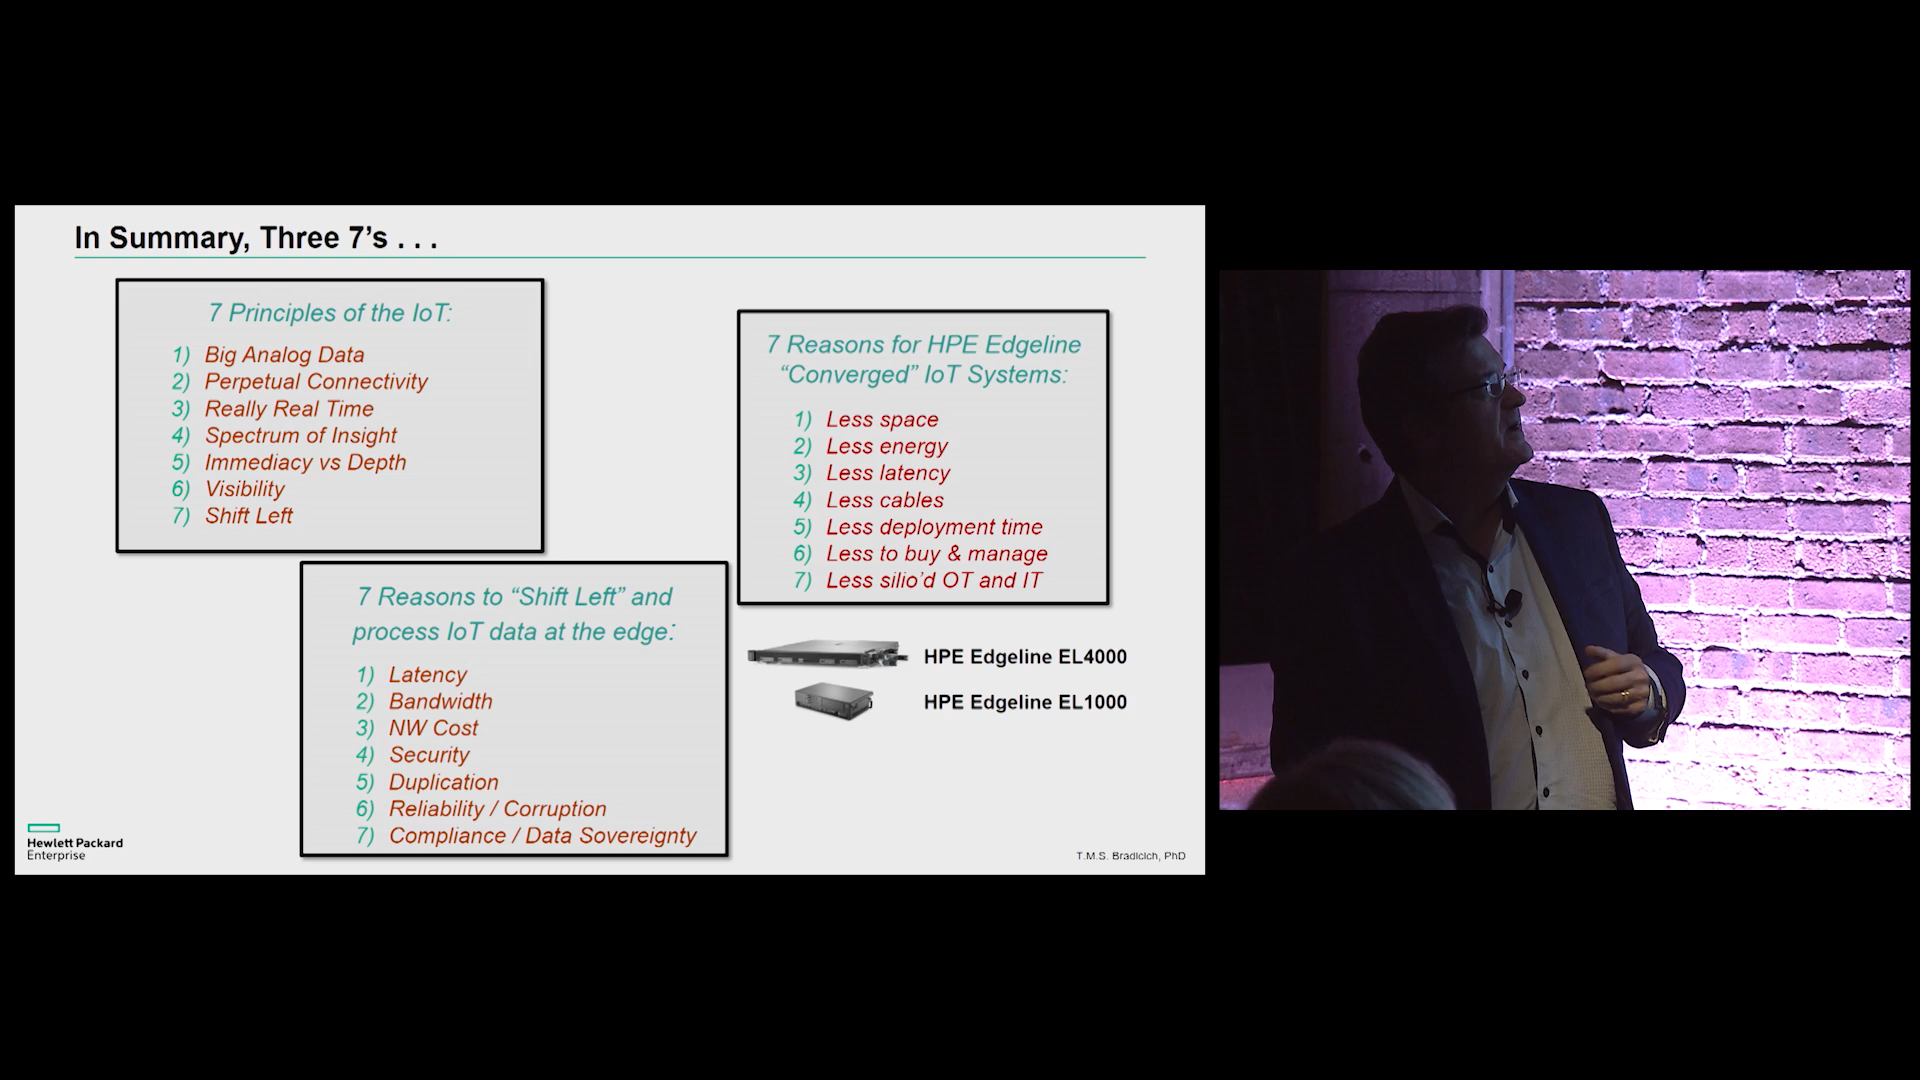 In Summary, Three 7’s . . .
7 Principles of the IoT:
1) Big Analog Data
2) Perpetual Connectivity
3) Really Real Time
4) Spectrum of Insight
5) Immediacy vs Depth
6) Visibility
7) Shift Left
7 Reasons to “Shift Left” and
process IoT data at the edge:
1) Latency
2) Bandwidth
3) NW Cost
4) Security
5) Duplication
6) Reliability / Corruption
7) Compliance / Data Sovereignty
7 Reasons for HPE Edgeline
“Converged” IoT Systems:
1) Less space
2) Less energy
3) Less latency
4) Less cables
5) Less deployment time
6) Less to buy & manage
7) Less silio’d OT and IT
HPE Edgeline EL4000
HPE Edgeline EL1000
Hewlett Packard
Enterprise
T.M.S. Bradicich, PhD